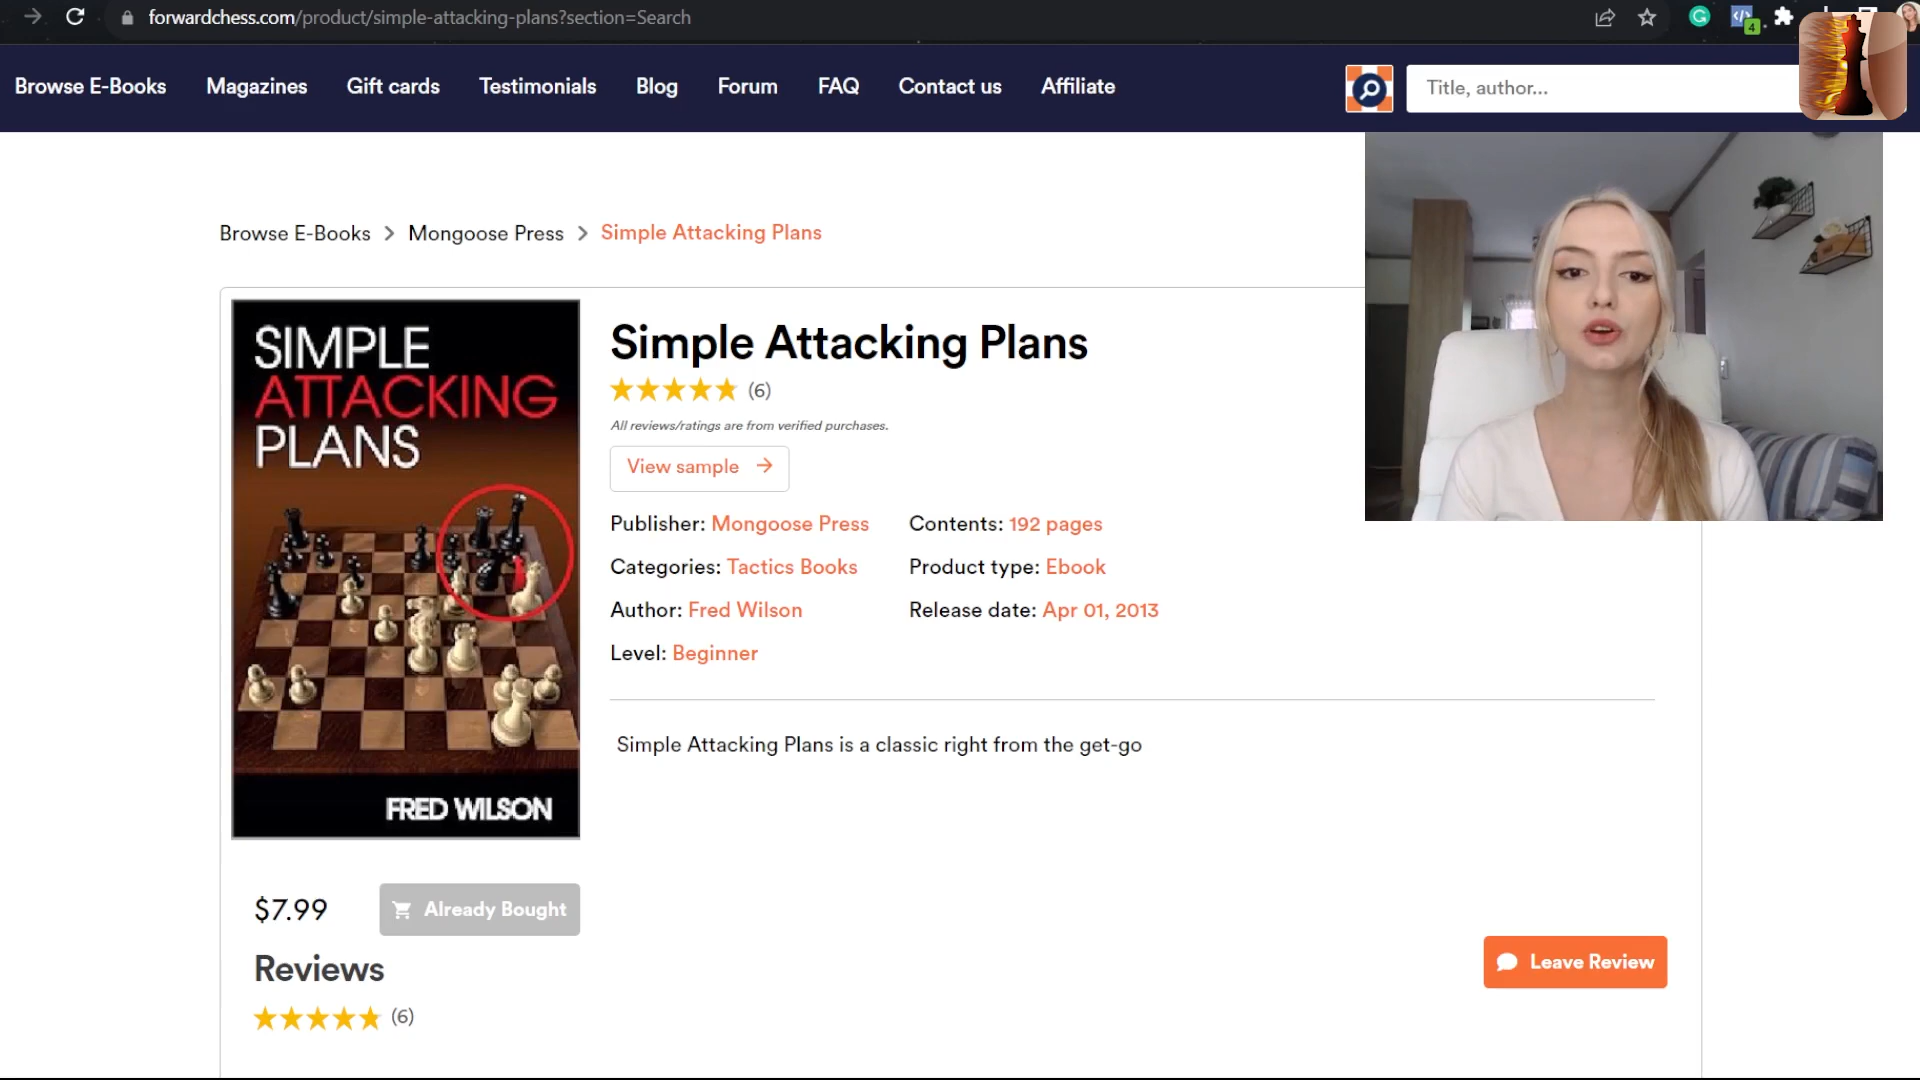 forwardchess.com/product/simple-attacking-plans?section=Search
4
Browse E-Books Magazines Gift cards Testimonials Blog Forum FAQ Contact us Affiliate
Title, author...
Browse E-Books > Mongoose Press > Simple Attacking Plans
SIMPLE
ATTACKING
PLANS
FRED WILSON
Simple Attacking Plans
(6)
All reviews/ratings are from verified purchases.
View sample →
Publisher: Mongoose Press Contents: 192 pages
Categories: Tactics Books Product type: Ebook
Author: Fred Wilson Release date: Apr 01, 2013
Level: Beginner
Simple Attacking Plans is a classic right from the get-go
$7.99 Already Bought
Reviews
Leave Review
(6)